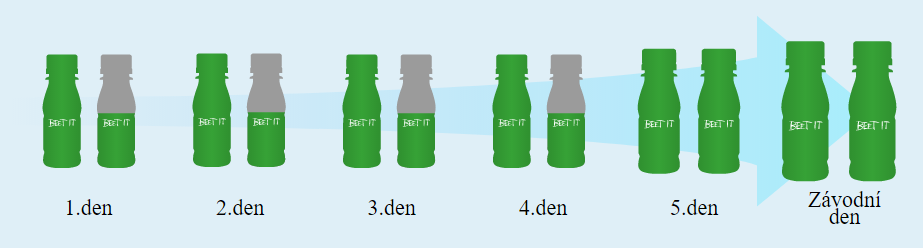 BEET IT BEET IT BEET IT BEET IT BEET IT BEET IT BEET IT BEET IT BEET IT BEET IT BEET IT BEET IT
1.den 2.den 3.den 4.den 5.den Závodní
den